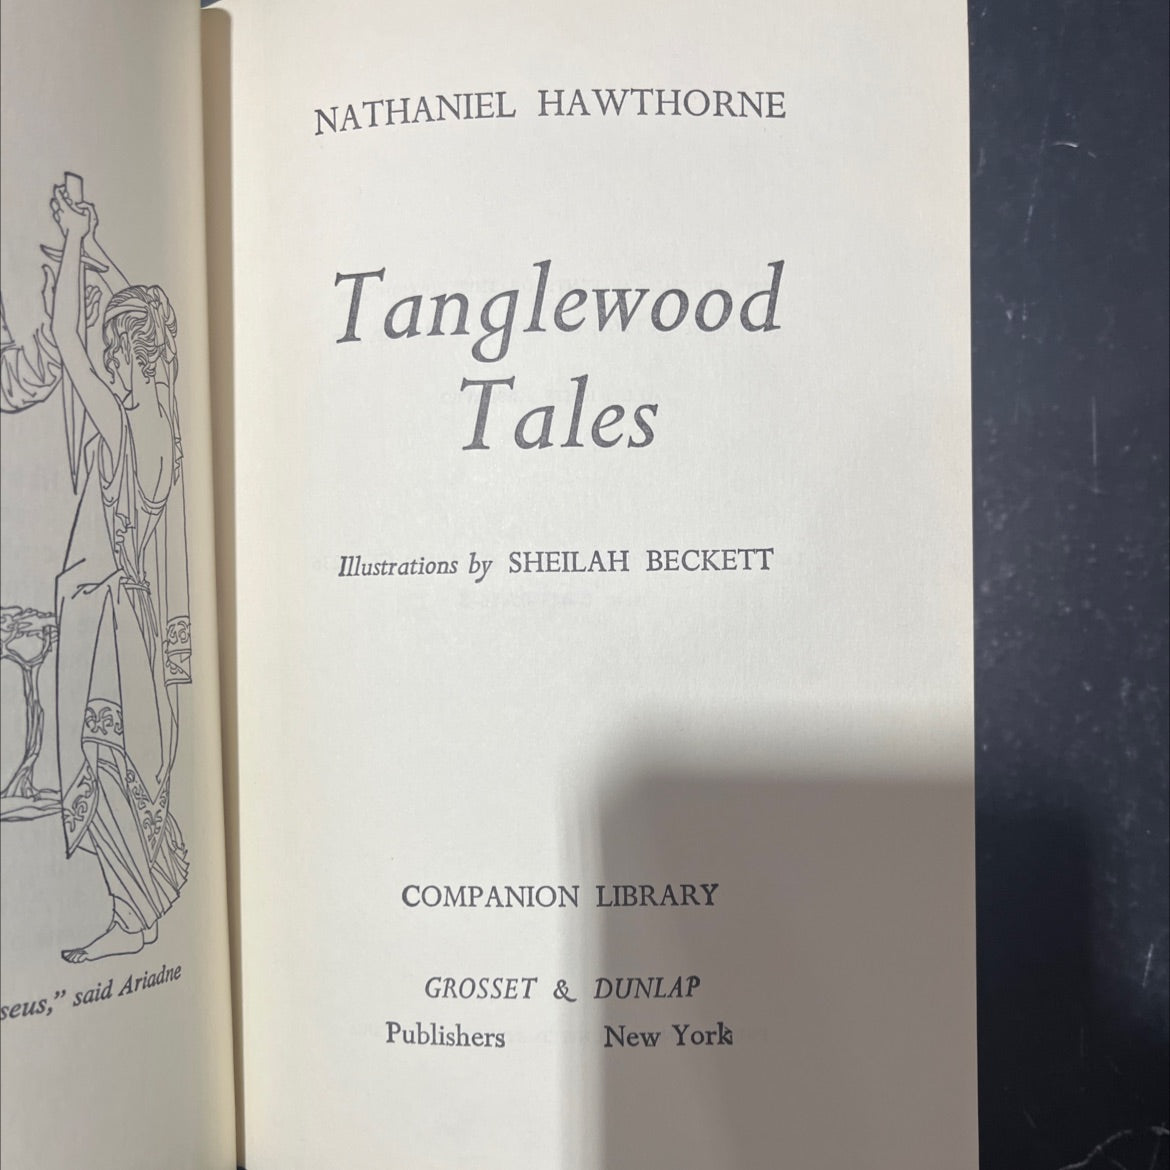 NATHANIEL HAWTHORNE
Tanglewood
Tales
Illustrations by SHEILAH BECKETT
COMPANION LIBRARY
GROSSET & DUNLAP
Publishers New York
seus,” said Ariadne